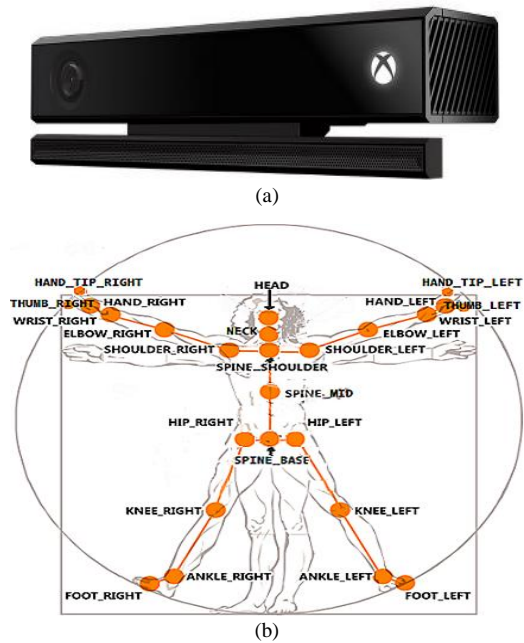 (a)
HAND_TIP_RIGHT
HEAD
HAND_TIP_LEFT
THUMB_RIGHT
HAND_RIGHT
HAND_LEFT
THUMB_LEFT
WRIST_RIGHT
WRIST_LEFT
ELBOW_RIGHT
NECK
ELBOW_LEFT
SHOULDER_RIGHT
SHOULDER_LEFT
SPINE_SHOULDER
SPINE_MID
HIP_RIGHT
HIP_LEFT
SPINE_BASE
KNEE_RIGHT
KNEE_LEFT
ANKLE_RIGHT
ANKLE_LEFT
FOOT_RIGHT
FOOT_LEFT
(b)